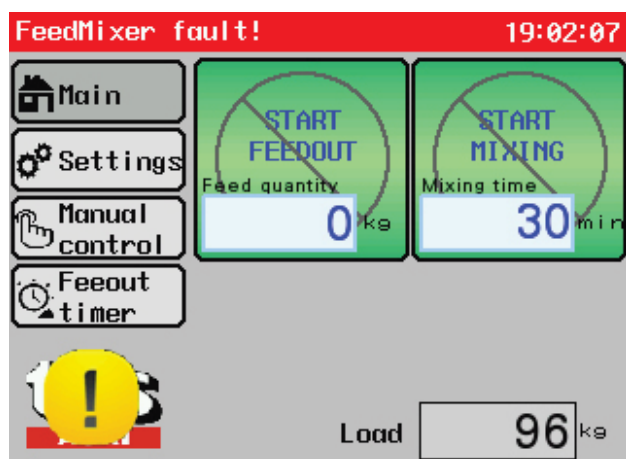 FeedMixer fault!
19:02:07
Main
Settings
Manual
control
Feeout
timer
START
FEEDOUT
Feed quantity
0 kg
START
MIXING
Mixing time
30 min
Load 96 kg